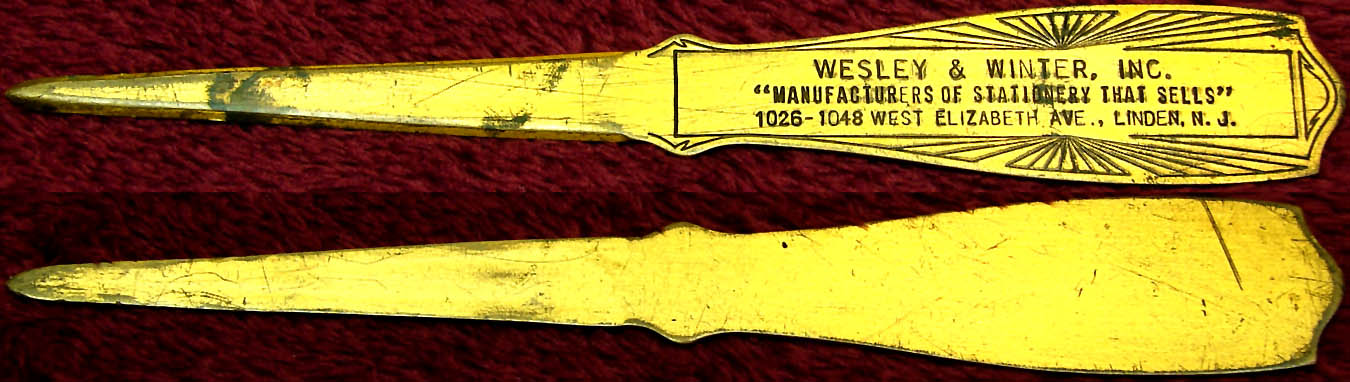 WESLEY & WINTER, INC.
“MANUFACTURERS OF STATIONERY THAT SELLS”
1026-1048 WEST ELIZABETH AVE., LINDEN, N. J.